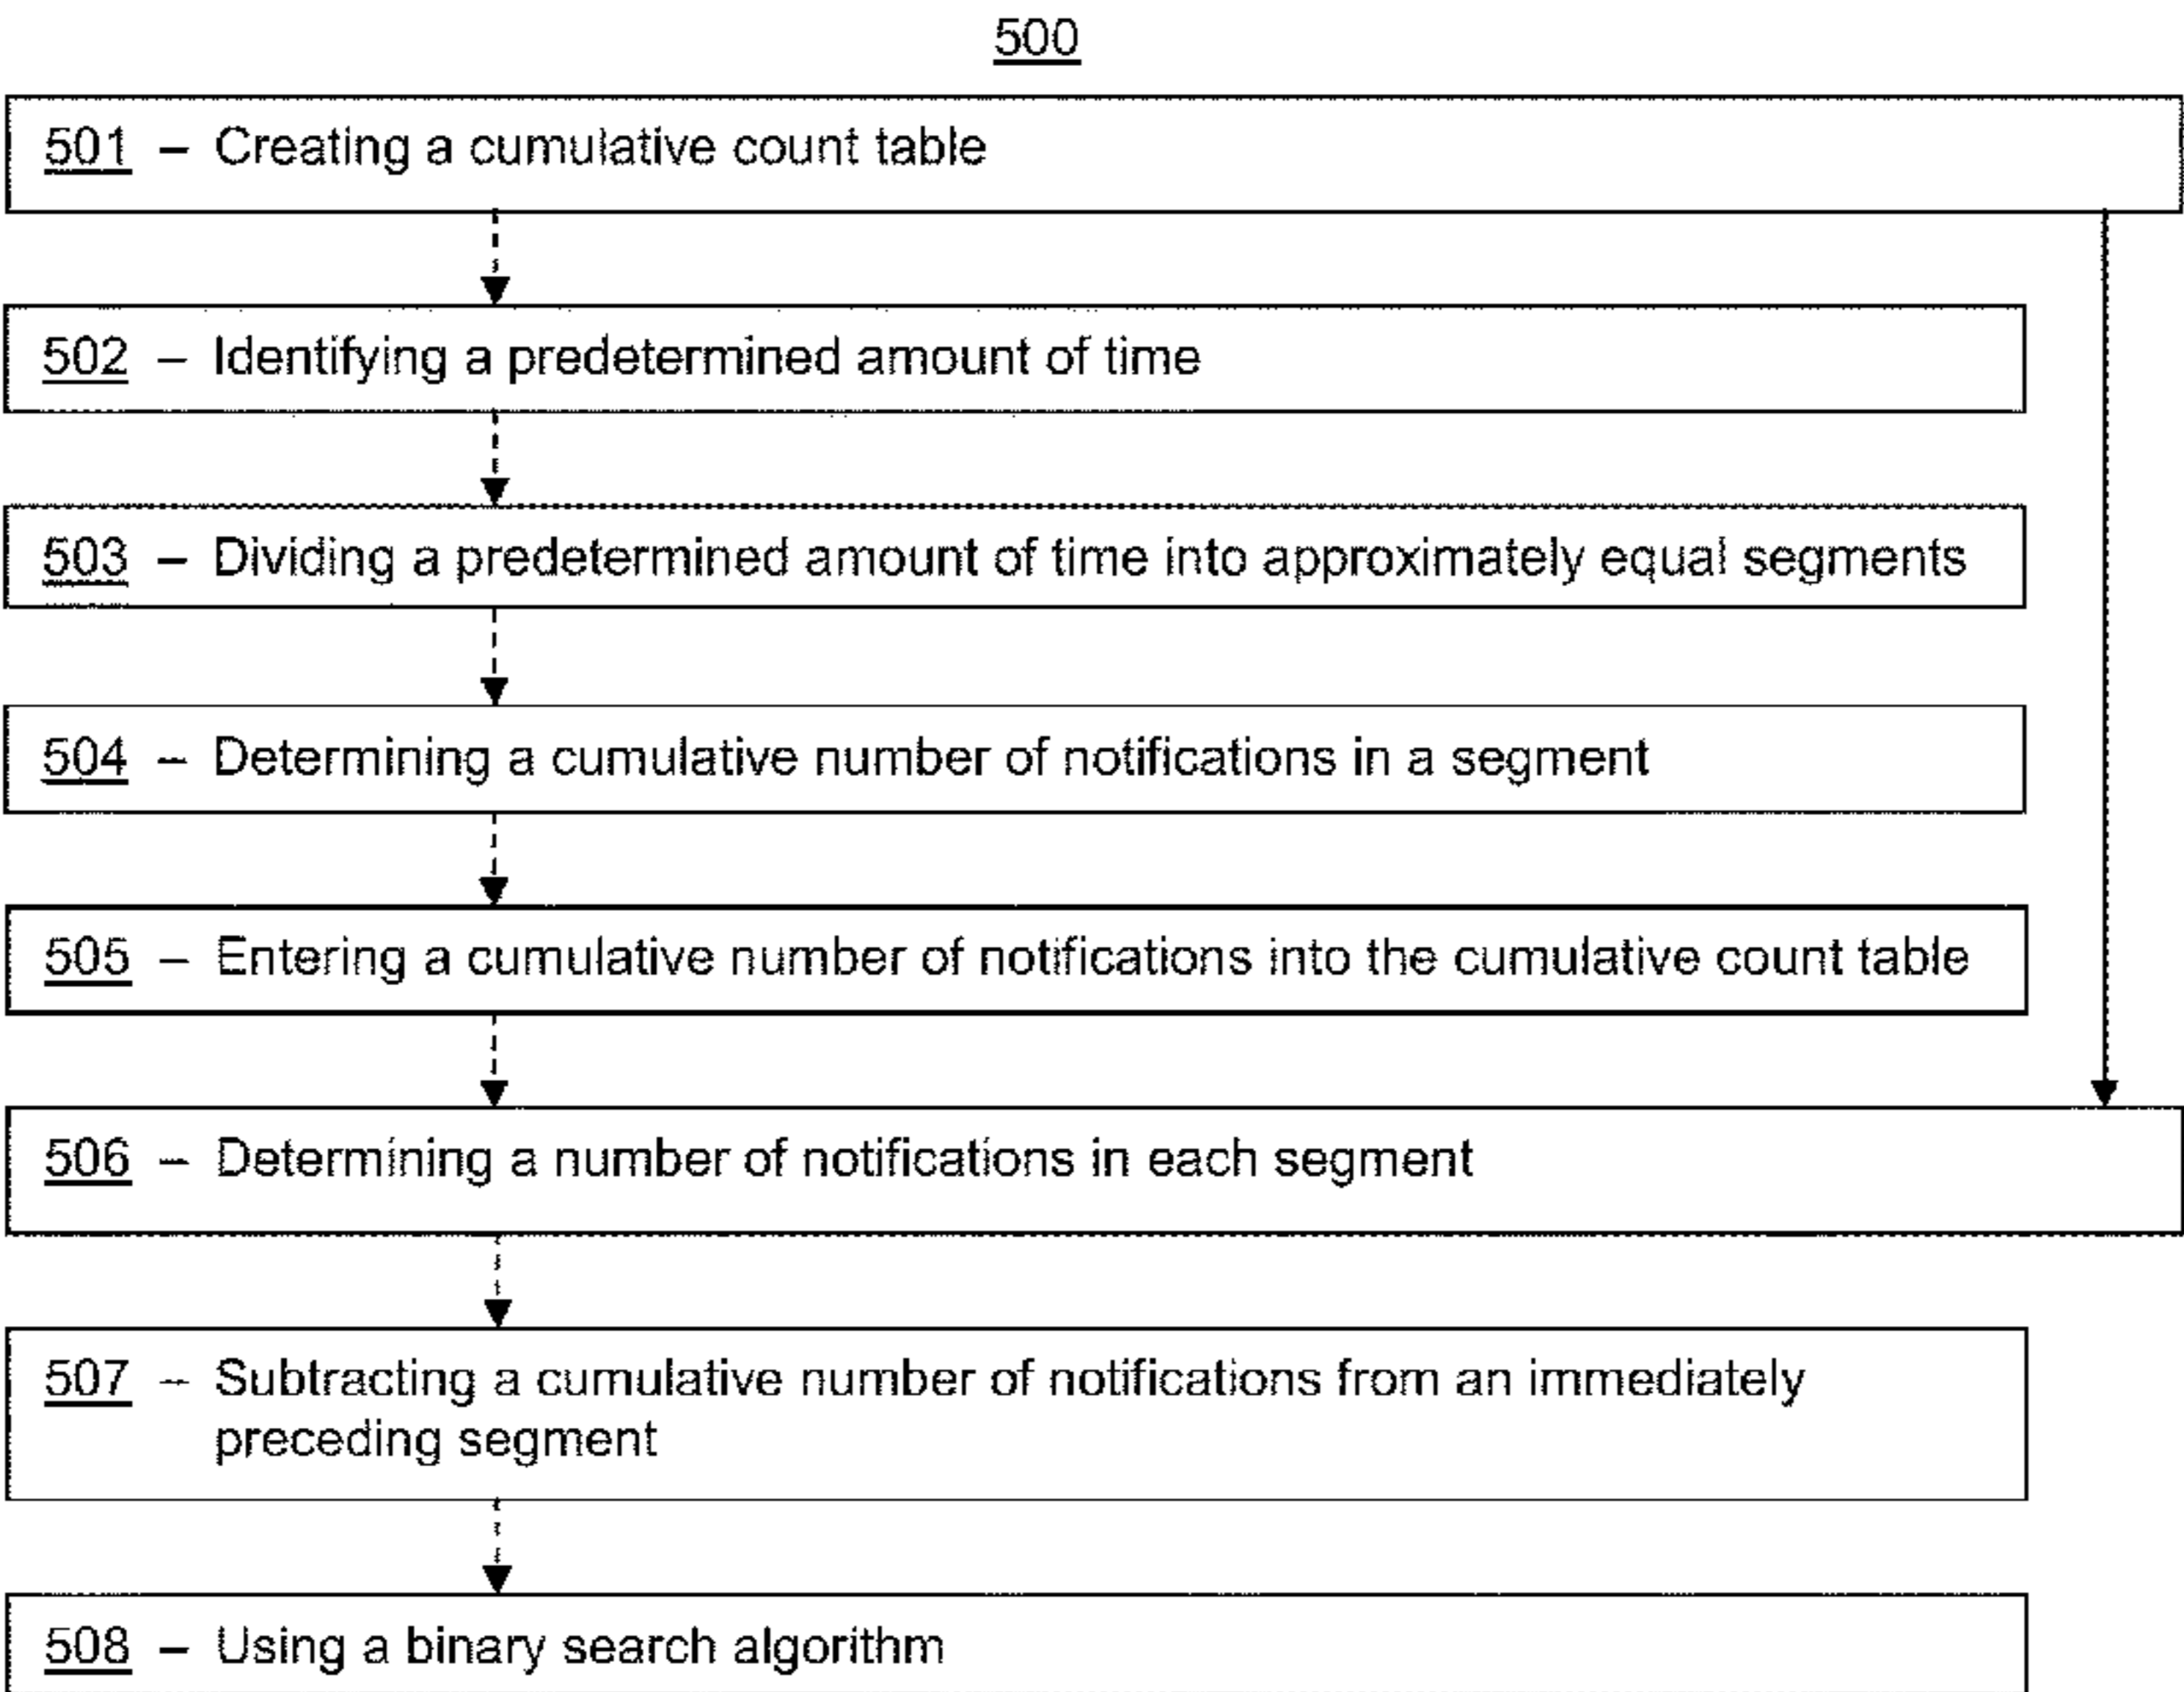 500
501 – Creating a cumulative count table
502 – Identifying a predetermined amount of time
503 – Dividing a predetermined amount of time into approximately equal segments
504 – Determining a cumulative number of notifications in a segment
505 – Entering a cumulative number of notifications into the cumulative count table
506 – Determining a number of notifications in each segment
507 – Subtracting a cumulative number of notifications from an immediately
preceding segment
508 – Using a binary search algorithm